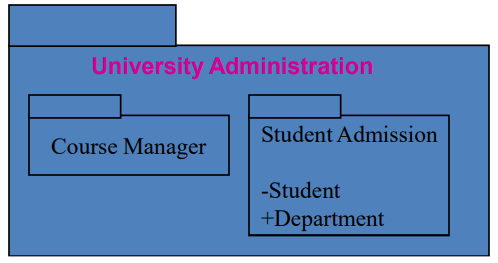 University Administration
Course Manager
Student Admission
-Student
+Department